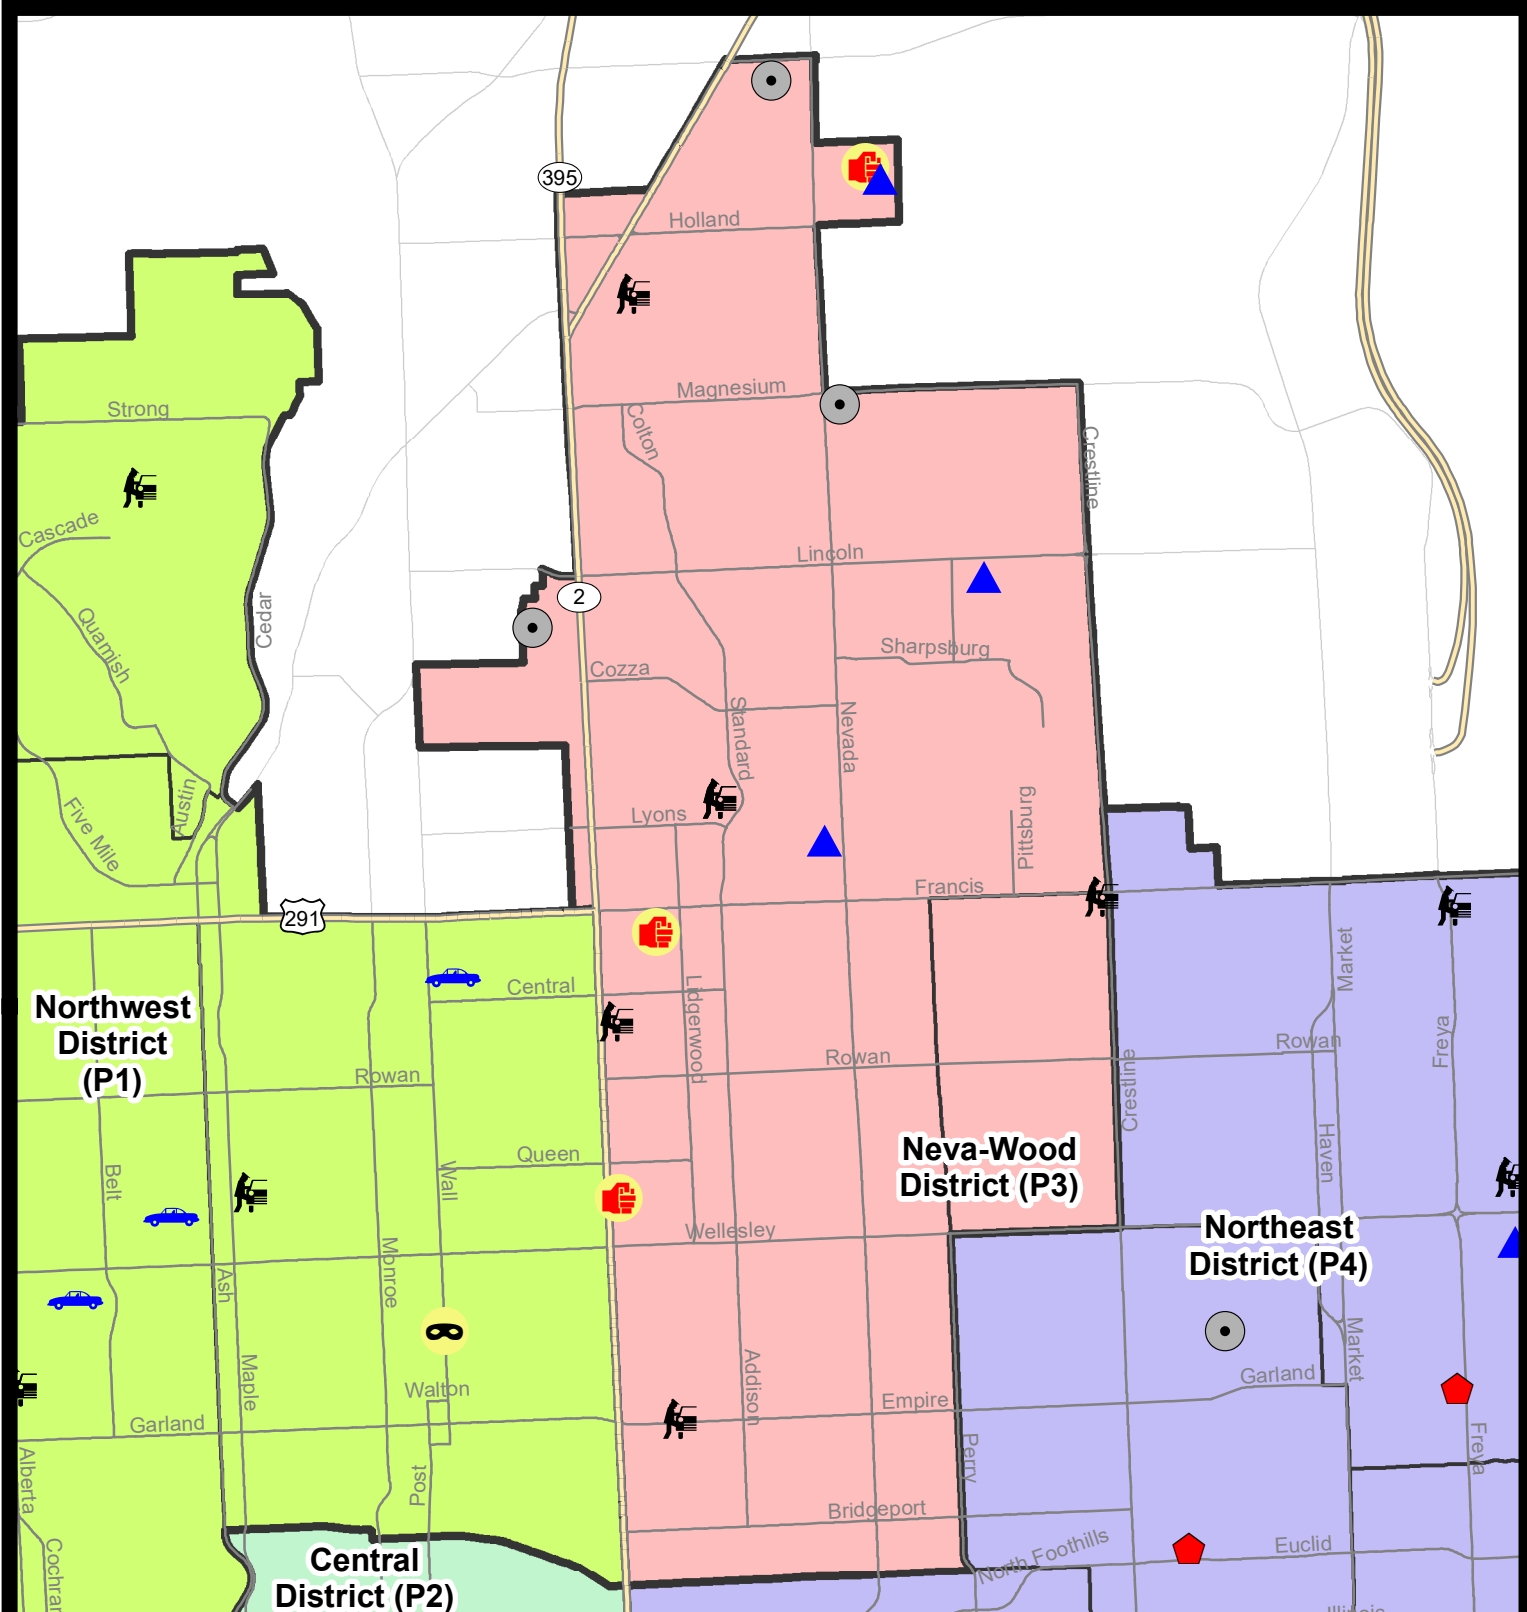 395
Holland
Magnesium
Colton
Strong
Crestline
Cascade
Lincoln
2
Quamish
Cedar
Sharpsburg
Cozza
Standard
Nevada
Five Mile
Austin
Lyons
Pittsburg
Francis
291
Market
Central
Lidgerwood
Northwest
District
(P1)
Rowan
Rowan
Rowan
Freya
Crestline
Neva-Wood
District (P3)
Queen
Belt
Wall
Haven
Wellesley
Northeast
District (P4)
Monroe
Ash
Market
Maple
Addison
Walton
Garland
Empire
Garland
Alberta
Post
Perry
Freya
Bridgeport
North Foothills
Euclid
Central
District (P2)